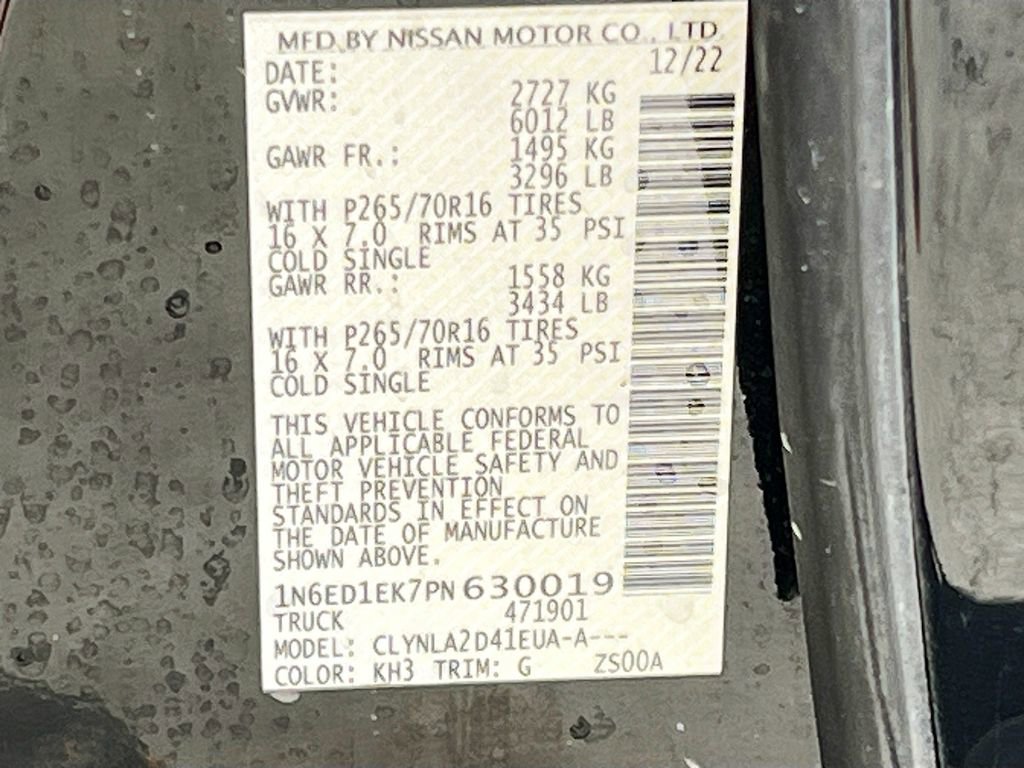 MFD BY NISSAN MOTOR CO., LTD.
DATE: 12/22
GVWR: 2727 KG
6012 LB
GAWR FR.: 1495 KG
3296 LB
WITH P265/70R16 TIRES
16 X 7.0 RIMS AT 35 PSI
COLD SINGLE
GAWR RR.: 1558 KG
3434 LB
WITH P265/70R16 TIRES
16 X 7.0 RIMS AT 35 PSI
COLD SINGLE
THIS VEHICLE CONFORMS TO
ALL APPLICABLE FEDERAL
MOTOR VEHICLE SAFETY AND
THEFT PREVENTION
STANDARDS IN EFFECT ON
THE DATE OF MANUFACTURE
SHOWN ABOVE.
1N6ED1EK7PN630019
TRUCK 471901
MODEL: CLYNLA2D41EUA-A---
COLOR: KH3 TRIM: G ZS00A